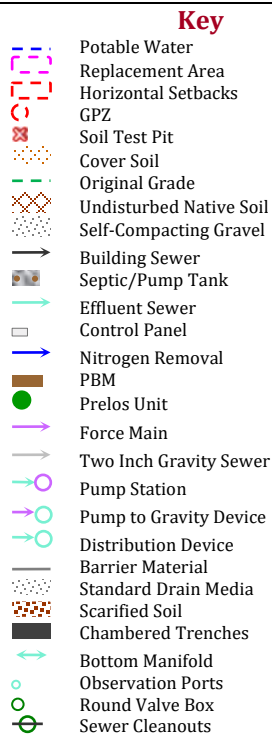 Key
Potable Water
Replacement Area
Horizontal Setbacks
GPZ
Soil Test Pit
Cover Soil
Original Grade
Undisturbed Native Soil
Self-Compacting Gravel
Building Sewer
Septic/Pump Tank
Effluent Sewer
Control Panel
Nitrogen Removal
PBM
Prelos Unit
Force Main
Two Inch Gravity Sewer
Pump Station
Pump to Gravity Device
Distribution Device
Barrier Material
Standard Drain Media
Scarified Soil
Chambered Trenches
Bottom Manifold
Observation Ports
Round Valve Box
Sewer Cleanouts